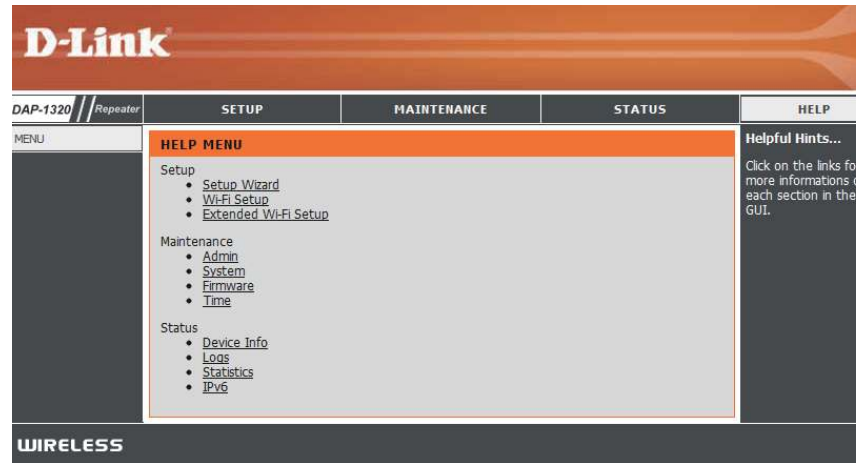 D-Link
DAP-1320 // Repeater SETUP MAINTENANCE STATUS HELP
MENU
HELP MENU
Setup
• Setup Wizard
• Wi-Fi Setup
• Extended Wi-Fi Setup
Maintenance
• Admin
• System
• Firmware
• Time
Status
• Device Info
• Logs
• Statistics
• IPv6
Helpful Hints...
Click on the links
more informations
each section in the
GUI.
WIRELESS